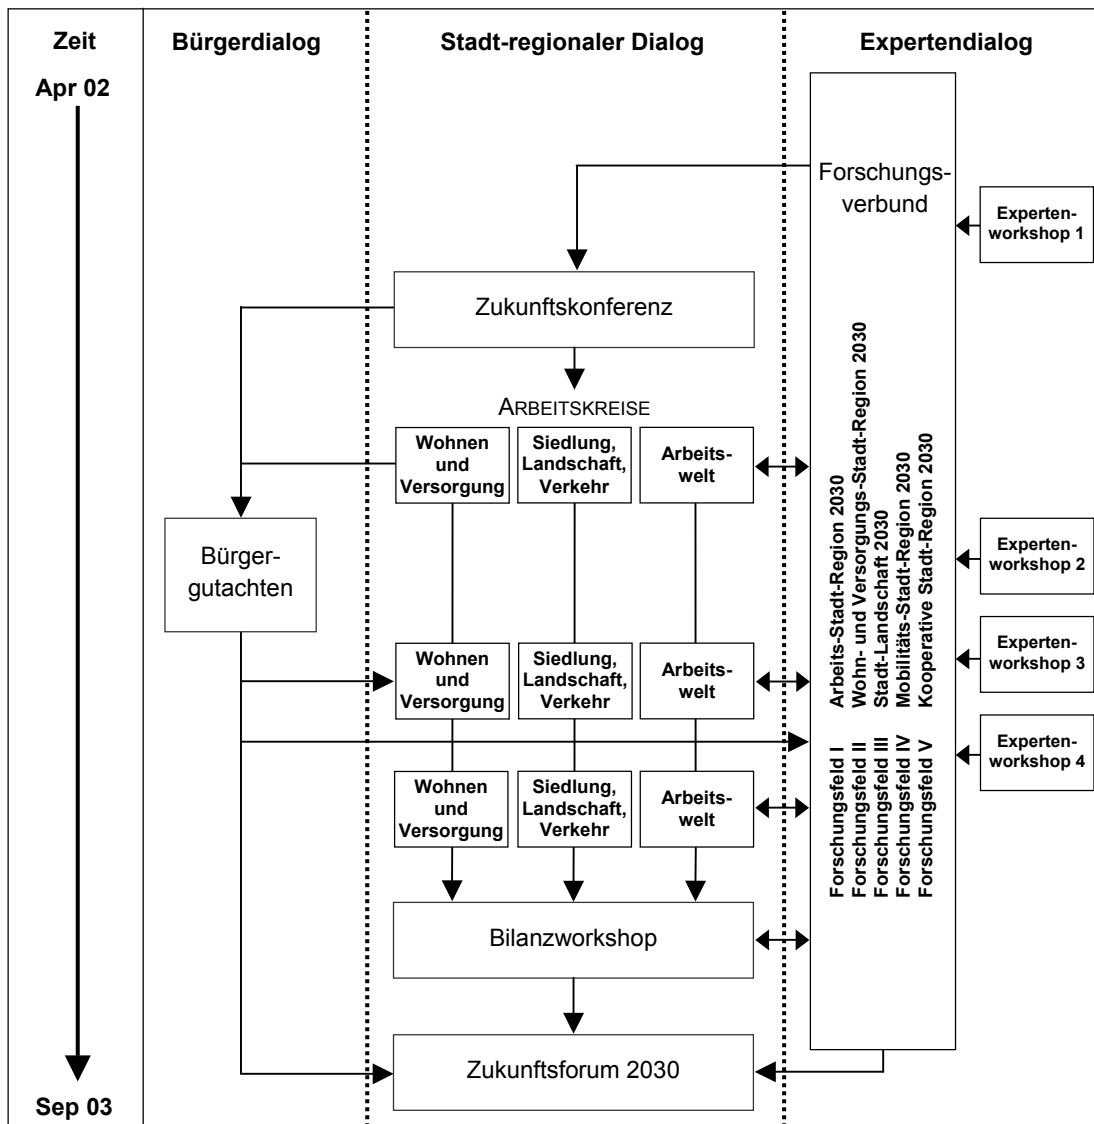 Zeit
Bürgerdialog
Stadt-regionaler Dialog
Expertendialog
Apr 02
Forschungs-
verbund
Experten-
workshop 1
Zukunftskonferenz
ARBEITSKREISE
Wohnen
und
Versorgung
Siedlung,
Landschaft,
Verkehr
Arbeits-
welt
Bürger-
gutachten
Experten-
workshop 2
Wohnen
und
Versorgung
Siedlung,
Landschaft,
Verkehr
Arbeits-
welt
Experten-
workshop 3
Experten-
workshop 4
Wohnen
und
Versorgung
Siedlung,
Landschaft,
Verkehr
Arbeits-
welt
Forschungsfeld I Arbeits-Stadt-Region 2030
Forschungsfeld II Wohn- und Versorgungs-Stadt-Region 2030
Forschungsfeld III Stadt-Landschaft 2030
Forschungsfeld IV Mobilitäts-Stadt-Region 2030
Forschungsfeld V Kooperative Stadt-Region 2030
Bilanzworkshop
Zukunftsforum 2030
Sep 03